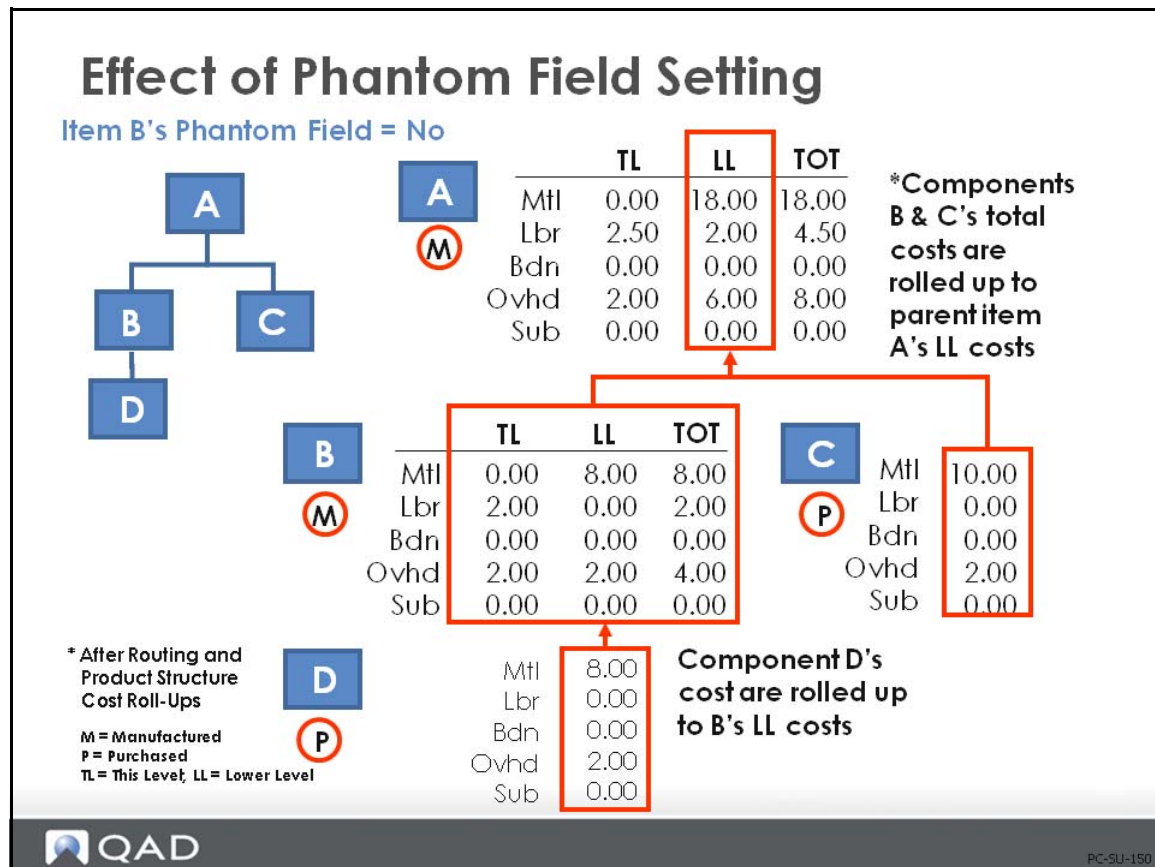 Effect of Phantom Field Setting
Item B's Phantom Field = No
A
B
C
D
A
M
TL LL TOT
Mtl 0.00 18.00 18.00
Lbr 2.50 2.00 4.50
Bdn 0.00 0.00 0.00
Ovhd 2.00 6.00 8.00
Sub 0.00 0.00 0.00
*Components
B & C's total
costs are
rolled up to
parent item
A's LL costs
B
M
TL LL TOT
Mtl 0.00 8.00 8.00
Lbr 2.00 0.00 2.00
Bdn 0.00 0.00 0.00
Ovhd 2.00 2.00 4.00
Sub 0.00 0.00 0.00
C
P
Mtl 10.00
Lbr 0.00
Bdn 0.00
Ovhd 2.00
Sub 0.00
* After Routing and
Product Structure
Cost Roll-Ups
M = Manufactured
P = Purchased
TL = This Level; LL = Lower Level
D
P
Mtl 8.00
Lbr 0.00
Bdn 0.00
Ovhd 2.00
Sub 0.00
Component D's
cost are rolled up
to B's LL costs
QAD
PC-SU-150